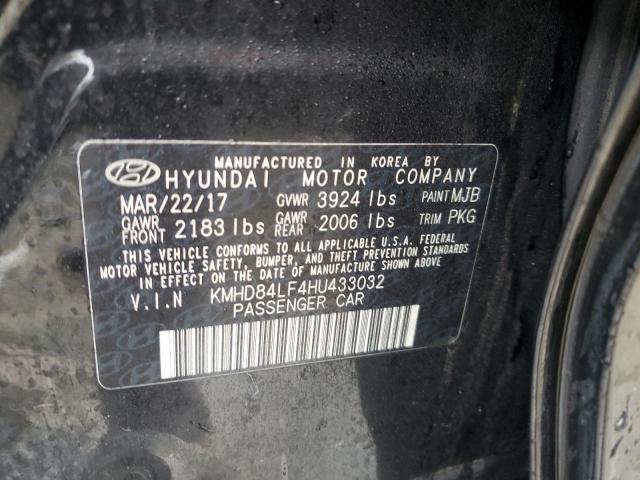 MANUFACTURED IN KOREA BY
HYUNDAI MOTOR COMPANY
MAR/22/17 GVWR 3924 lbs PAINT MJB
GAWR FRONT 2183 lbs GAWR REAR 2006 lbs TRIM PKG
THIS VEHICLE CONFORMS TO ALL APPLICABLE U.S.A. FEDERAL
MOTOR VEHICLE SAFETY, BUMPER, AND THEFT PREVENTION STANDARDS
IN EFFECT ON THE DATE OF MANUFACTURE SHOWN ABOVE.
V.I.N KMHD84LF4HU433032
PASSENGER CAR